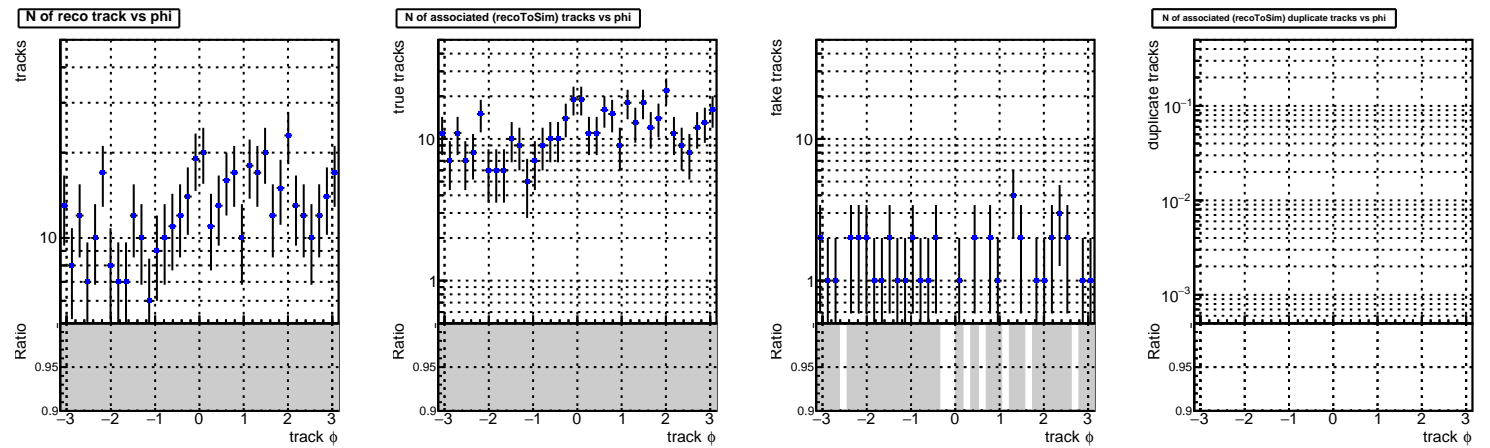 N of reco track vs phi
tracks
10
Ratio
0.95
0.9
−3 −2 −1 0 1 2 3
track ϕ
N of associated (recoToSim) tracks vs phi
true tracks
10
1
Ratio
0.95
0.9
−3 −2 −1 0 1 2 3
track ϕ
fake tracks
10
1
Ratio
0.95
0.9
−3 −2 −1 0 1 2 3
track ϕ
N of associated (recoToSim) duplicate tracks vs phi
duplicate tracks
10−1
10−2
10−3
Ratio
0.95
0.9
−3 −2 −1 0 1 2 3
track ϕ